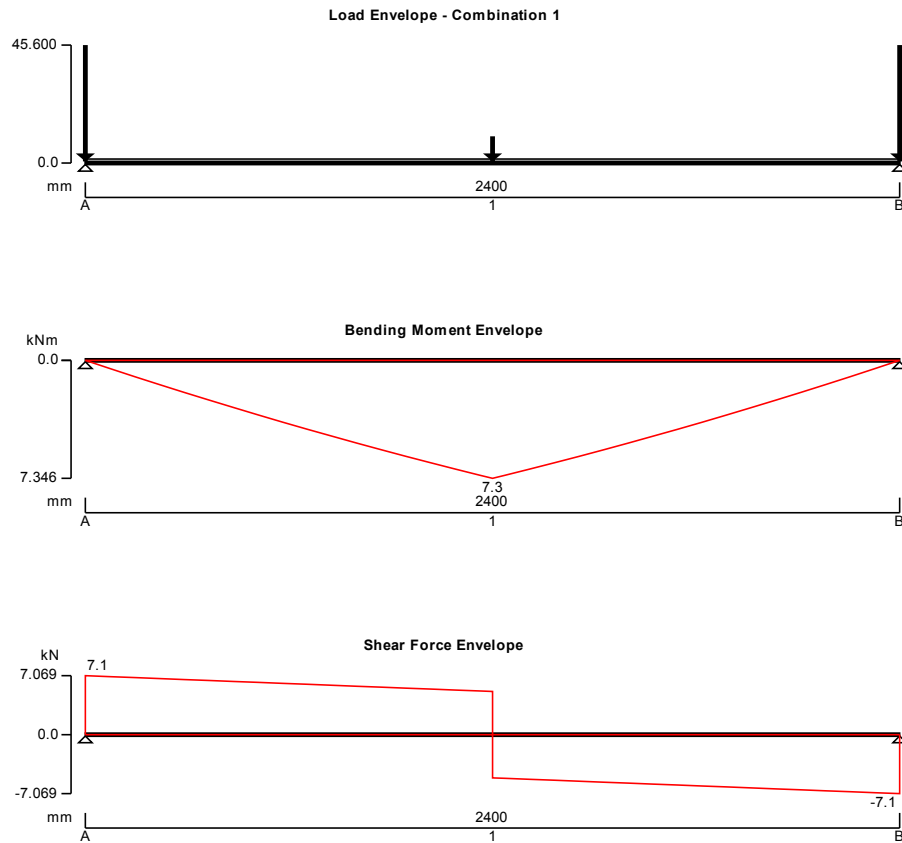 Load Envelope - Combination 1
45.600
0.0
mm
2400
A
1
B
Bending Moment Envelope
kNm
0.0
7.346
7.3
mm
2400
A
1
B
Shear Force Envelope
kN
7.069
7.1
0.0
-7.069
-7.1
mm
2400
A
1
B